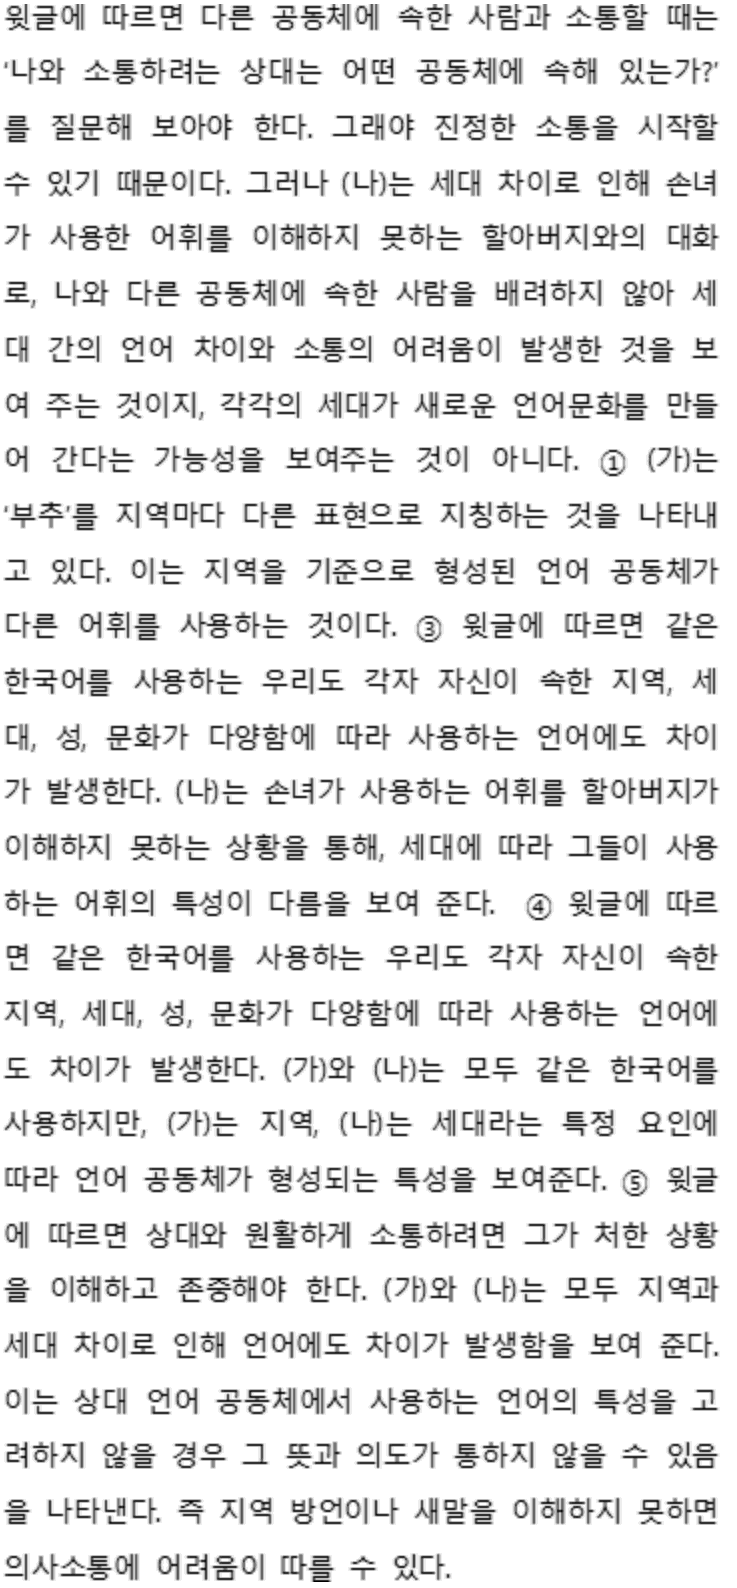 윗글에 따르면 다른 공동체에 속한 사람과 소통할 때는
‘나와 소통하려는 상대는 어떤 공동체에 속해 있는가?’
를 질문해 보아야 한다. 그래야 진정한 소통을 시작할
수 있기 때문이다. 그러나 (나)는 세대 차이로 인해 손녀
가 사용한 어휘를 이해하지 못하는 할아버지와의 대화
로, 나와 다른 공동체에 속한 사람을 배려하지 않아 세
대 간의 언어 차이와 소통의 어려움이 발생한 것을 보
여 주는 것이지, 각각의 세대가 새로운 언어문화를 만들
어 간다는 가능성을 보여주는 것이 아니다. ① (가)는
‘부추’를 지역마다 다른 표현으로 지칭하는 것을 나타내
고 있다. 이는 지역을 기준으로 형성된 언어 공동체가
다른 어휘를 사용하는 것이다. ③ 윗글에 따르면 같은
한국어를 사용하는 우리도 각자 자신이 속한 지역, 세
대, 성, 문화가 다양함에 따라 사용하는 언어에도 차이
가 발생한다. (나)는 손녀가 사용하는 어휘를 할아버지가
이해하지 못하는 상황을 통해, 세대에 따라 그들이 사용
하는 어휘의 특성이 다름을 보여 준다. ④ 윗글에 따르
면 같은 한국어를 사용하는 우리도 각자 자신이 속한
지역, 세대, 성, 문화가 다양함에 따라 사용하는 언어에
도 차이가 발생한다. (가)와 (나)는 모두 같은 한국어를
사용하지만, (가)는 지역, (나)는 세대라는 특정 요인에
따라 언어 공동체가 형성되는 특성을 보여준다. ⑤ 윗글
에 따르면 상대와 원활하게 소통하려면 그가 처한 상황
을 이해하고 존중해야 한다. (가)와 (나)는 모두 지역과
세대 차이로 인해 언어에도 차이가 발생함을 보여 준다.
이는 상대 언어 공동체에서 사용하는 언어의 특성을 고
려하지 않을 경우 그 뜻과 의도가 통하지 않을 수 있음
을 나타낸다. 즉 지역 방언이나 새말을 이해하지 못하면
의사소통에 어려움이 따를 수 있다.